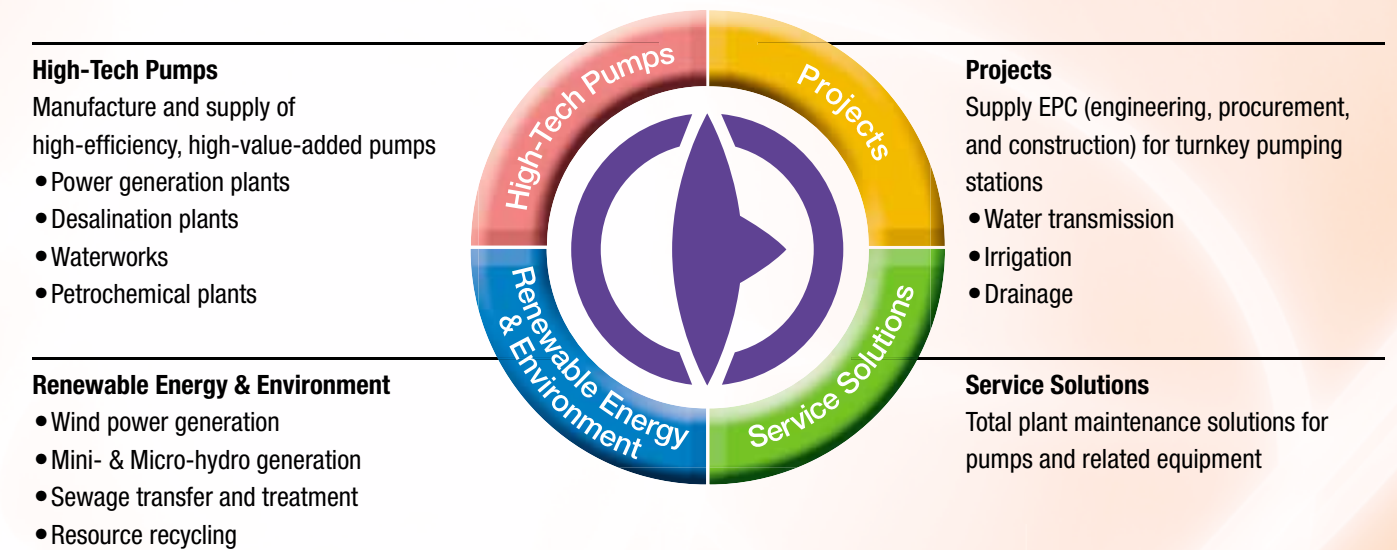 High-Tech Pumps
Manufacture and supply of
high-efficiency, high-value-added pumps
•Power generation plants
•Desalination plants
•Waterworks
•Petrochemical plants
Renewable Energy & Environment
•Wind power generation
•Mini- & Micro-hydro generation
•Sewage transfer and treatment
•Resource recycling
High-Tech Pumps
Projects
Renewable Energy
& Environment
Service Solutions
Projects
Supply EPC (engineering, procurement,
and construction) for turnkey pumping
stations
•Water transmission
•Irrigation
•Drainage
Service Solutions
Total plant maintenance solutions for
pumps and related equipment